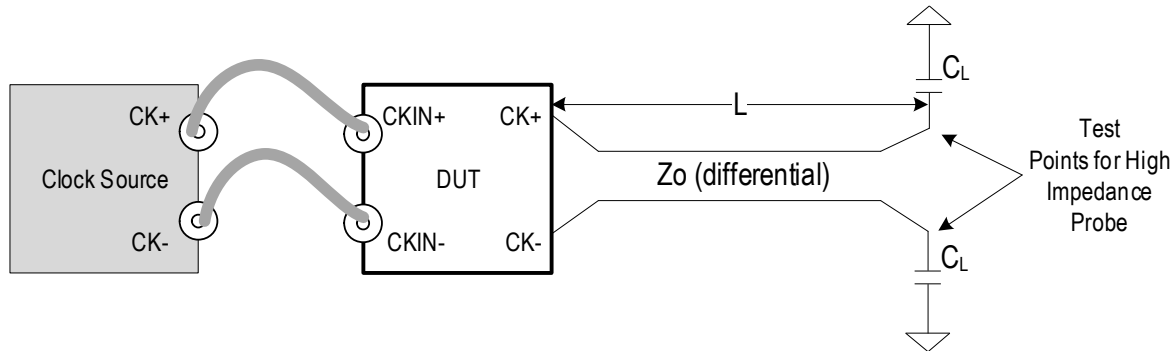 CK+
Clock Source
CK-
CKIN+
DUT
CKIN-
CK+
CK-
L
Zo (differential)
CL
CL
Test
Points for High
Impedance
Probe